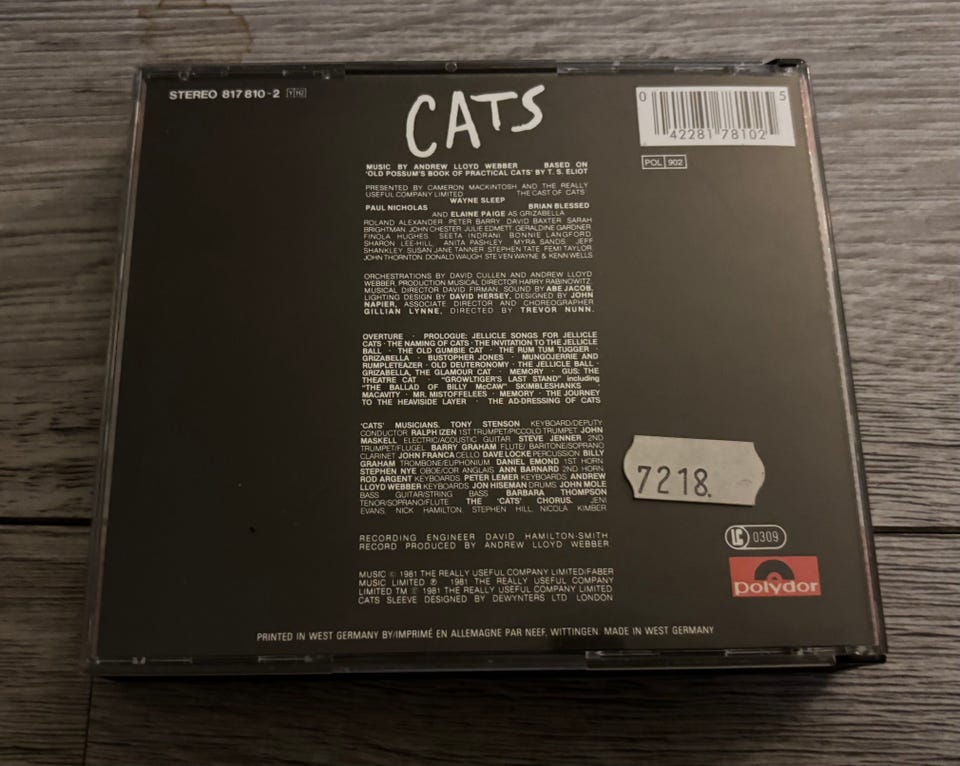 STEREO 817 810-2 Y H2
CATS
0 42281 78102 5
POL 902
MUSIC BY ANDREW LLOYD WEBBER BASED ON
'OLD POSSUM'S BOOK OF PRACTICAL CATS' BY T. S. ELIOT
PRESENTED BY CAMERON MACKINTOSH AND THE REALLY
USEFUL COMPANY LIMITED THE CAST OF 'CATS'
WAYNE SLEEP
PAUL NICHOLAS BRIAN BLESSED
AND ELAINE PAIGE AS GRIZABELLA
ROLAND ALEXANDER PETER BARRY DAVID BAXTER SARAH
BRIGHTMAN JOHN CHESTER JULIE EDMETT GERALDINE GARDNER
FINOLA HUGHES SEETA INDRANI BONNIE LANGFORD
SHARON LEE-HILL ANITA PASHLEY MYRA SANDS JEFF
SHANKLEY SUSAN JANE TANNER STEPHEN TATE FEMI TAYLOR
JOHN THORNTON DONALD WAUGH STEVEN WAYNE & KENN WELLS
ORCHESTRATIONS BY DAVID CULLEN AND ANDREW LLOYD
WEBBER, PRODUCTION MUSICAL DIRECTOR HARRY RABINOWITZ,
MUSICAL DIRECTOR DAVID FIRMAN, SOUND BY ABE JACOB,
LIGHTING DESIGN BY DAVID HERSEY, DESIGNED BY JOHN
NAPIER, ASSOCIATE DIRECTOR AND CHOREOGRAPHER
GILLIAN LYNNE, DIRECTED BY TREVOR NUNN.
OVERTURE · PROLOGUE: JELLICLE SONGS FOR JELLICLE
CATS · THE NAMING OF CATS · THE INVITATION TO THE JELLICLE
BALL · THE OLD GUMBIE CAT · THE RUM TUM TUGGER ·
GRIZABELLA · BUSTOPHER JONES · MUNGOJERRIE AND
RUMPLETEAZER · OLD DEUTERONOMY · THE JELLICLE BALL ·
GRIZABELLA, THE GLAMOUR CAT · MEMORY · GUS: THE
THEATRE CAT · "GROWLTIGER'S LAST STAND" including
"THE BALLAD OF BILLY McCAW" SKIMBLESHANKS ·
MACAVITY · MR. MISTOFFELEES · MEMORY · THE JOURNEY
TO THE HEAVISIDE LAYER · THE AD-DRESSING OF CATS
'CATS' MUSICIANS. TONY STENSON KEYBOARD/DEPUTY
CONDUCTOR RALPH IZEN 1ST TRUMPET/PICCOLO TRUMPET JOHN
MASKELL ELECTRIC/ACOUSTIC GUITAR STEVE JENNER 2ND
TRUMPET/FLUGEL BARRY GRAHAM FLUTE/BARITONE/SOPRANO
CLARINET JOHN FRANCA CELLO DAVE LOCKE PERCUSSION BILLY
GRAHAM TROMBONE/EUPHONIUM DANIEL EMOND 1ST HORN
STEPHEN NYE OBOE/COR ANGLAIS ANN BARNARD 2ND HORN
ROD ARGENT KEYBOARDS PETER LEMER KEYBOARDS ANDREW
LLOYD WEBBER KEYBOARDS JON HISEMAN DRUMS JOHN MOLE
BASS GUITAR/STRING BASS BARBARA THOMPSON
TENOR/SOPRANO/FLUTE THE 'CATS' CHORUS. JENI
EVANS, NICK HAMILTON, STEPHEN HILL, NICOLA KIMBER
7218.
RECORDING ENGINEER DAVID HAMILTON-SMITH
RECORD PRODUCED BY ANDREW LLOYD WEBBER
LC 0309
polydor
MUSIC © 1981 THE REALLY USEFUL COMPANY LIMITED/FABER
MUSIC LIMITED ℗ 1981 THE REALLY USEFUL COMPANY
LIMITED TM © 1981 THE REALLY USEFUL COMPANY LIMITED
CATS SLEEVE DESIGNED BY DEWYNTERS LTD LONDON
PRINTED IN WEST GERMANY BY/IMPRIMÉ EN ALLEMAGNE PAR NEEF, WITTINGEN. MADE IN WEST GERMANY